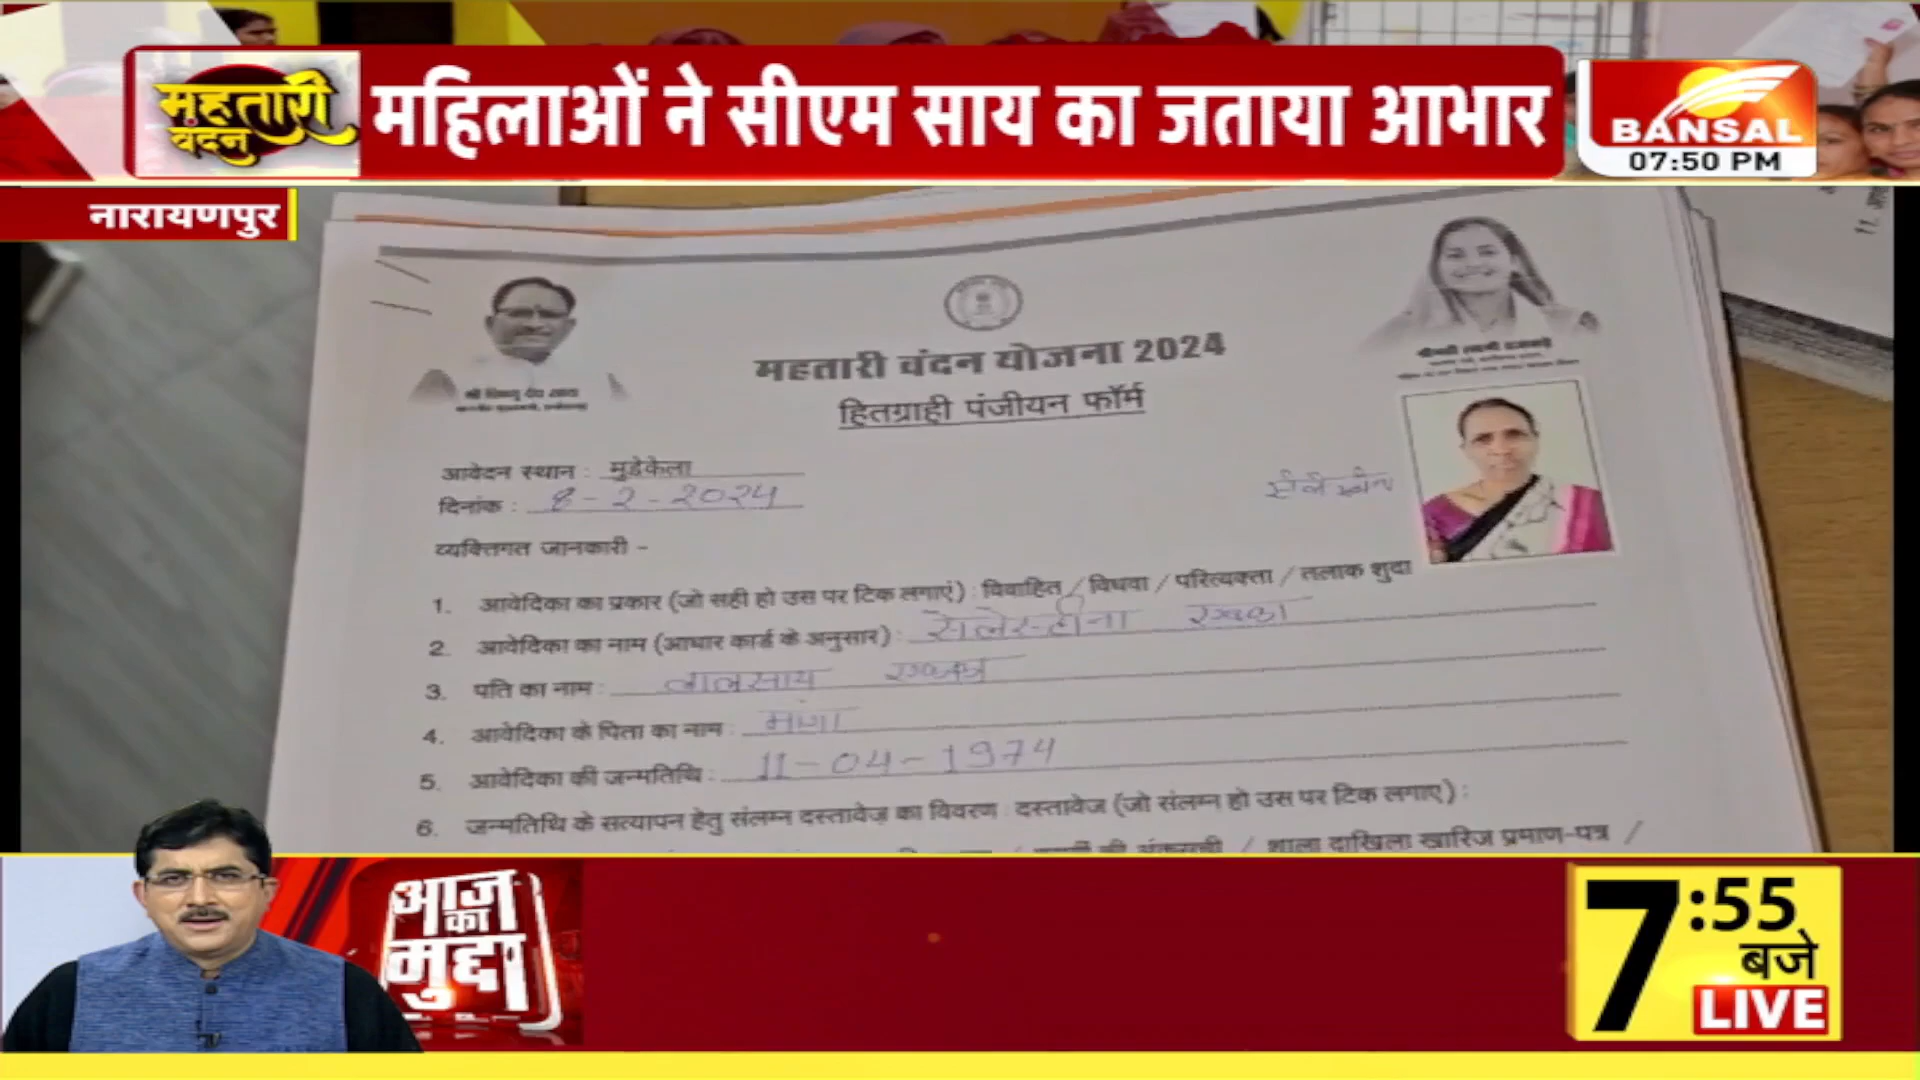 महतारी वंदन
महिलाओं ने सीएम साय का जताया आभार
BANSAL
07:50 PM
नारायणपुर
श्री विष्णु देव साय
महतारी वंदन योजना 2024
हितग्राही पंजीयन फॉर्म
आवेदन स्थान : मुडेकेला
दिनांक : 8-2-2024
व्यक्तिगत जानकारी -
1. आवेदिका का प्रकार (जो सही हो उस पर टिक लगाएं) : विवाहित / विधवा / परित्यक्ता / तलाक शुदा
2. आवेदिका का नाम (आधार कार्ड के अनुसार) :
3. पति का नाम : लालसाय
4. आवेदिका के पिता का नाम :
5. आवेदिका की जन्मतिथि : 11-04-1974
6. जन्मतिथि के सत्यापन हेतु संलग्न दस्तावेज का विवरण : दस्तावेज (जो संलग्न हो उस पर टिक लगाए) :
/ शाला दाखिला खारिज प्रमाण-पत्र /
आज का मुद्दा
7:55 बजे
LIVE